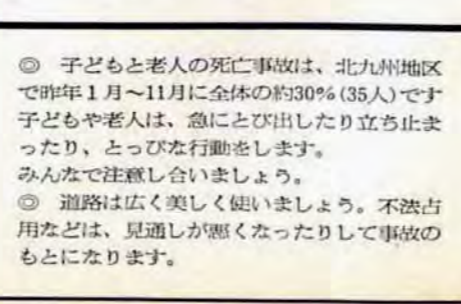 ◎　子どもと老人の死亡事故は、北九州地区
で昨年１月～11月に全体の約30%(35人)です
子どもや老人は、急にとび出したり立ち止ま
ったり、とっぴな行動をします。
みんなで注意し合いましょう。
◎　道路は広く美しく使いましょう。不法占
用などは、見通しが悪くなったりして事故の
もとになります。